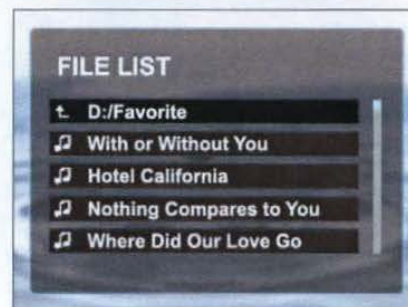 FILE LIST
D:/Favorite
With or Without You
Hotel California
Nothing Compares to You
Where Did Our Love Go